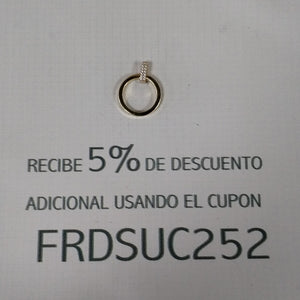 RECIBE 5% DE DESCUENTO
ADICIONAL USANDO EL CUPON
FRDSUC252